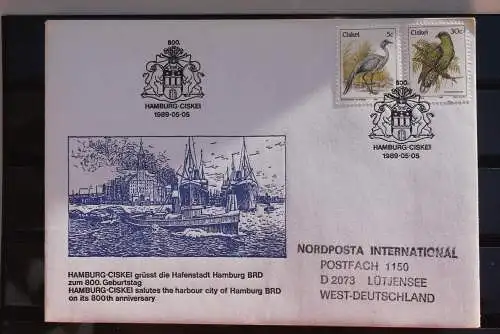 800.
HAMBURG-CISKEI
1989-05-05
Ciskei 5c
Ciskei 30c
800.
HAMBURG-CISKEI
1989-05-05
HAMBURG-CISKEI grüsst die Hafenstadt Hamburg BRD
zum 800. Geburtstag
HAMBURG-CISKEI salutes the harbour city of Hamburg BRD
on its 800th anniversary
NORDPOSTA INTERNATIONAL
POSTFACH 1150
D 2073 LÜTJENSEE
WEST-DEUTSCHLAND